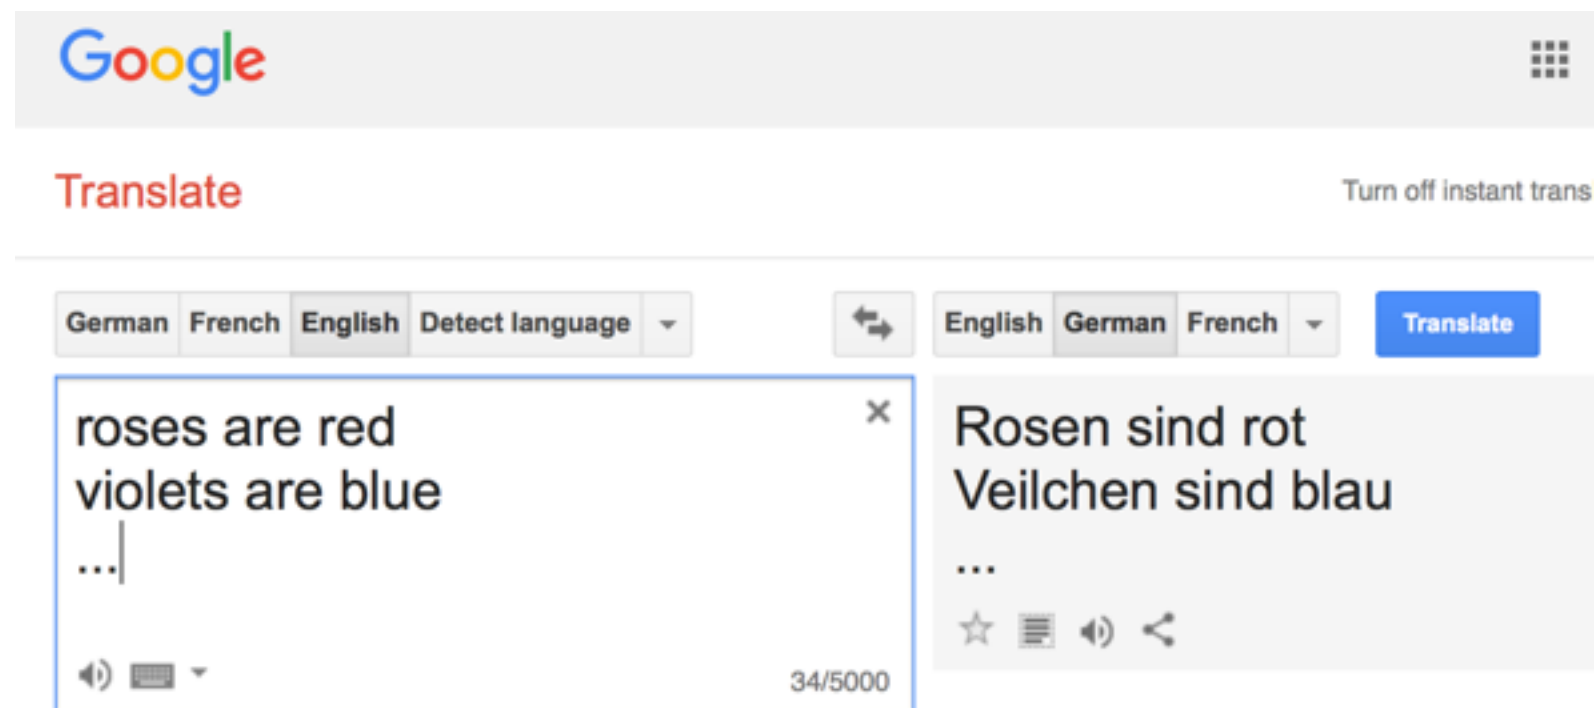 Google
Translate
Turn off instant trans
German French English Detect language
English German French Translate
roses are red
violets are blue
...
34/5000
Rosen sind rot
Veilchen sind blau
...